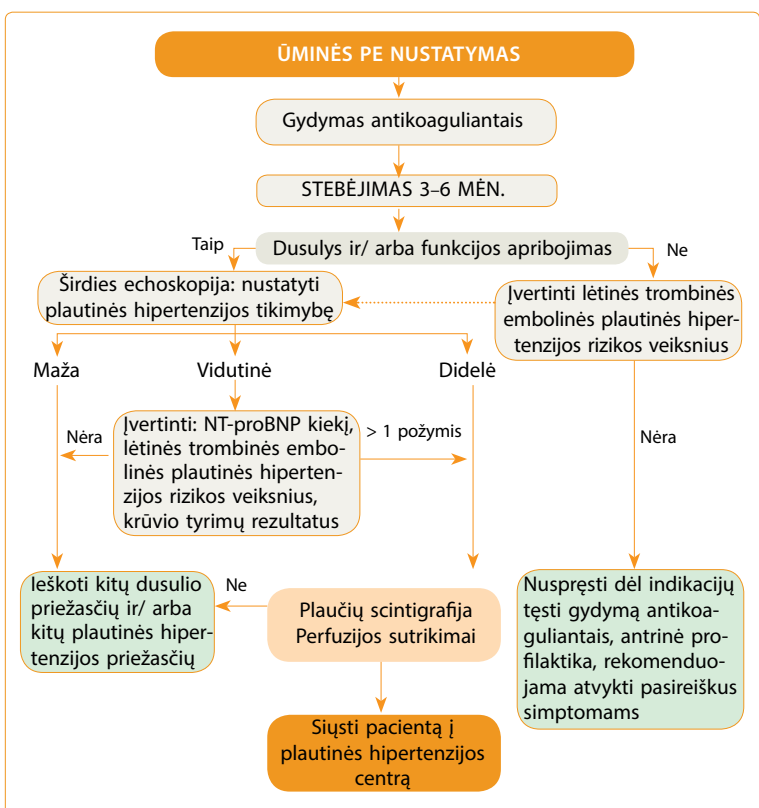 ŪMINĖS PE NUSTATYMAS
Gydymas antikoaguliantais
STEBĖJIMAS 3–6 MĖN.
Taip
Dusulys ir/ arba funkcijos apribojimas
Ne
Širdies echoskopija: nustatyti
plautinės hipertenzijos tikimybę
Įvertinti lėtinės trombinės
embolinės plautinės hiper-
tenzijos rizikos veiksnius
Maža
Vidutinė
Didelė
Nėra
Įvertinti: NT-proBNP kiekį,
lėtinės trombinės embo-
linės plautinės hiperten-
zijos rizikos veiksnius,
krūvio tyrimų rezultatus
> 1 požymis
Nėra
Ieškoti kitų dusulio
priežasčių ir/ arba
kitų plautinės hiper-
tenzijos priežasčių
Ne
Plaučių scintigrafija
Perfuzijos sutrikimai
Nuspręsti dėl indikacijų
tęsti gydymą antikoa-
guliantais, antrinė pro-
filaktika, rekomenduo-
jama atvykti pasireiškus
simptomams
Siųsti pacientą į
plautinės hipertenzijos
centrą